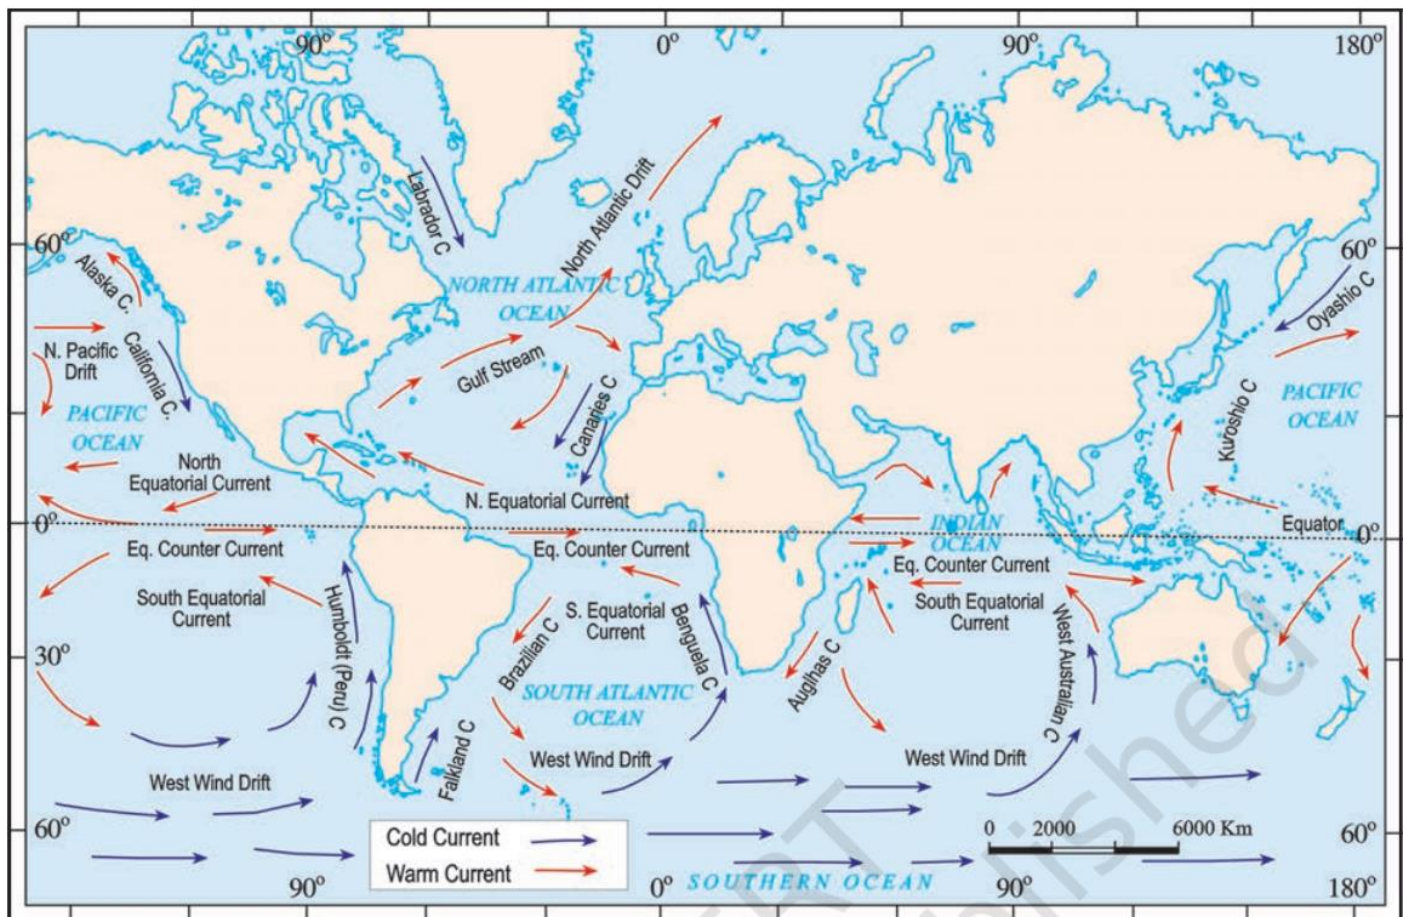 90°
0°
90°
180°
Labrador C
North Atlantic Drift
60°
60°
Alaska C.
NORTH ATLANTIC
OCEAN
Oyashio C
N. Pacific
Drift
California C.
Gulf Stream
Canaries C
Kuroshio C
PACIFIC
OCEAN
PACIFIC
OCEAN
North
Equatorial Current
N. Equatorial Current
0°
INDIAN
OCEAN
Equator
0°
Eq. Counter Current
Eq. Counter Current
Eq. Counter Current
South Equatorial
Current
Humboldt (Peru) C
Brazilian C
S. Equatorial
Current
Benguela C
South Equatorial
Current
West Australian C
30°
Auglhas C
SOUTH ATLANTIC
OCEAN
West Wind Drift
Falkland C
West Wind Drift
West Wind Drift
60°
60°
Cold Current
Warm Current
0 2000 6000 Km
90°
0°
SOUTHERN OCEAN
90°
180°
published